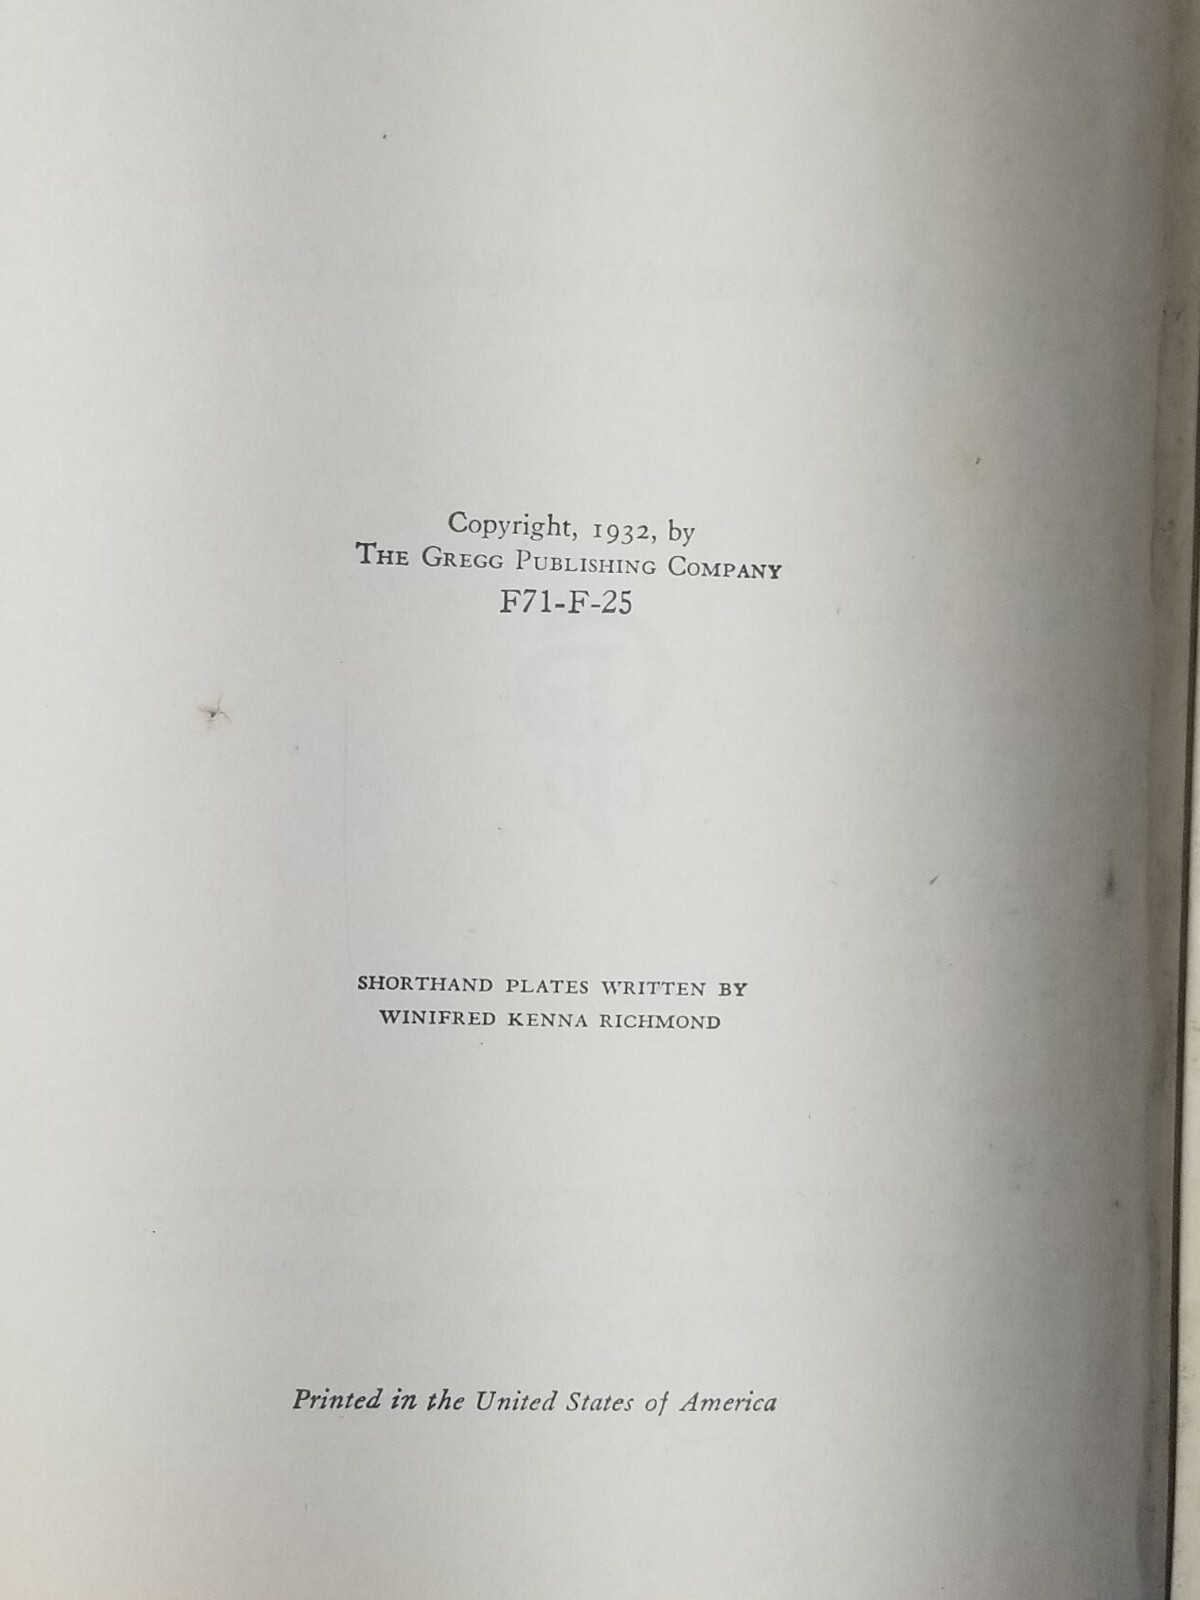 Copyright, 1932, by
THE GREGG PUBLISHING COMPANY
F71-F-25
SHORTHAND PLATES WRITTEN BY
WINIFRED KENNA RICHMOND
Printed in the United States of America